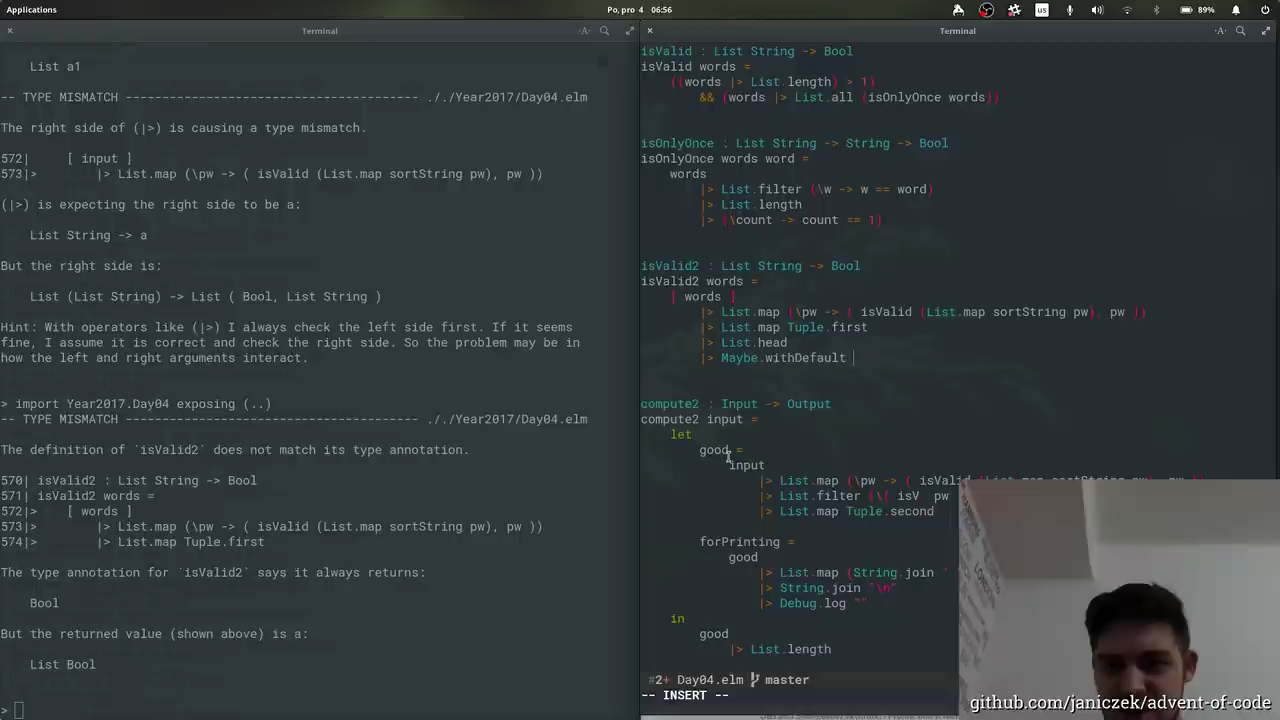 Applications
Po, pro 4 06:56
us
89%
Terminal
List a1
-- TYPE MISMATCH ---------------------------------------- ././Year2017/Day04.elm
The right side of (|>) is causing a type mismatch.
572| [ input ]
573|> |> List.map (\pw -> ( isValid (List.map sortString pw), pw ))
(|>) is expecting the right side to be a:
List String -> a
But the right side is:
List (List String) -> List ( Bool, List String )
Hint: With operators like (|>) I always check the left side first. If it seems
fine, I assume it is correct and check the right side. So the problem may be in
how the left and right arguments interact.
> import Year2017.Day04 exposing (..)
-- TYPE MISMATCH ---------------------------------------- ././Year2017/Day04.elm
The definition of `isValid2` does not match its type annotation.
570| isValid2 : List String -> Bool
571| isValid2 words =
572|> [ words ]
573|> |> List.map (\pw -> ( isValid (List.map sortString pw), pw ))
574|> |> List.map Tuple.first
The type annotation for `isValid2` says it always returns:
Bool
But the returned value (shown above) is a:
List Bool
>
Terminal
isValid : List String -> Bool
isValid words =
((words |> List.length) > 1)
&& (words |> List.all (isOnlyOnce words))
isOnlyOnce : List String -> String -> Bool
isOnlyOnce words word =
words
|> List.filter (\w -> w == word)
|> List.length
|> (\count -> count == 1)
isValid2 : List String -> Bool
isValid2 words =
[ words ]
|> List.map (\pw -> ( isValid (List.map sortString pw), pw ))
|> List.map Tuple.first
|> List.head
|> Maybe.withDefault
compute2 : Input -> Output
compute2 input =
let
good =
input
|> List.map (\pw -> ( isValid (List.map sortString pw), pw ))
|> List.filter (\( isV pw
|> List.map Tuple.second
forPrinting =
good
|> List.map (String.join "
|> String.join "\n"
|> Debug.log ""
in
good
|> List.length
#2+ Day04.elm master
-- INSERT --
github.com/janiczek/advent-of-code